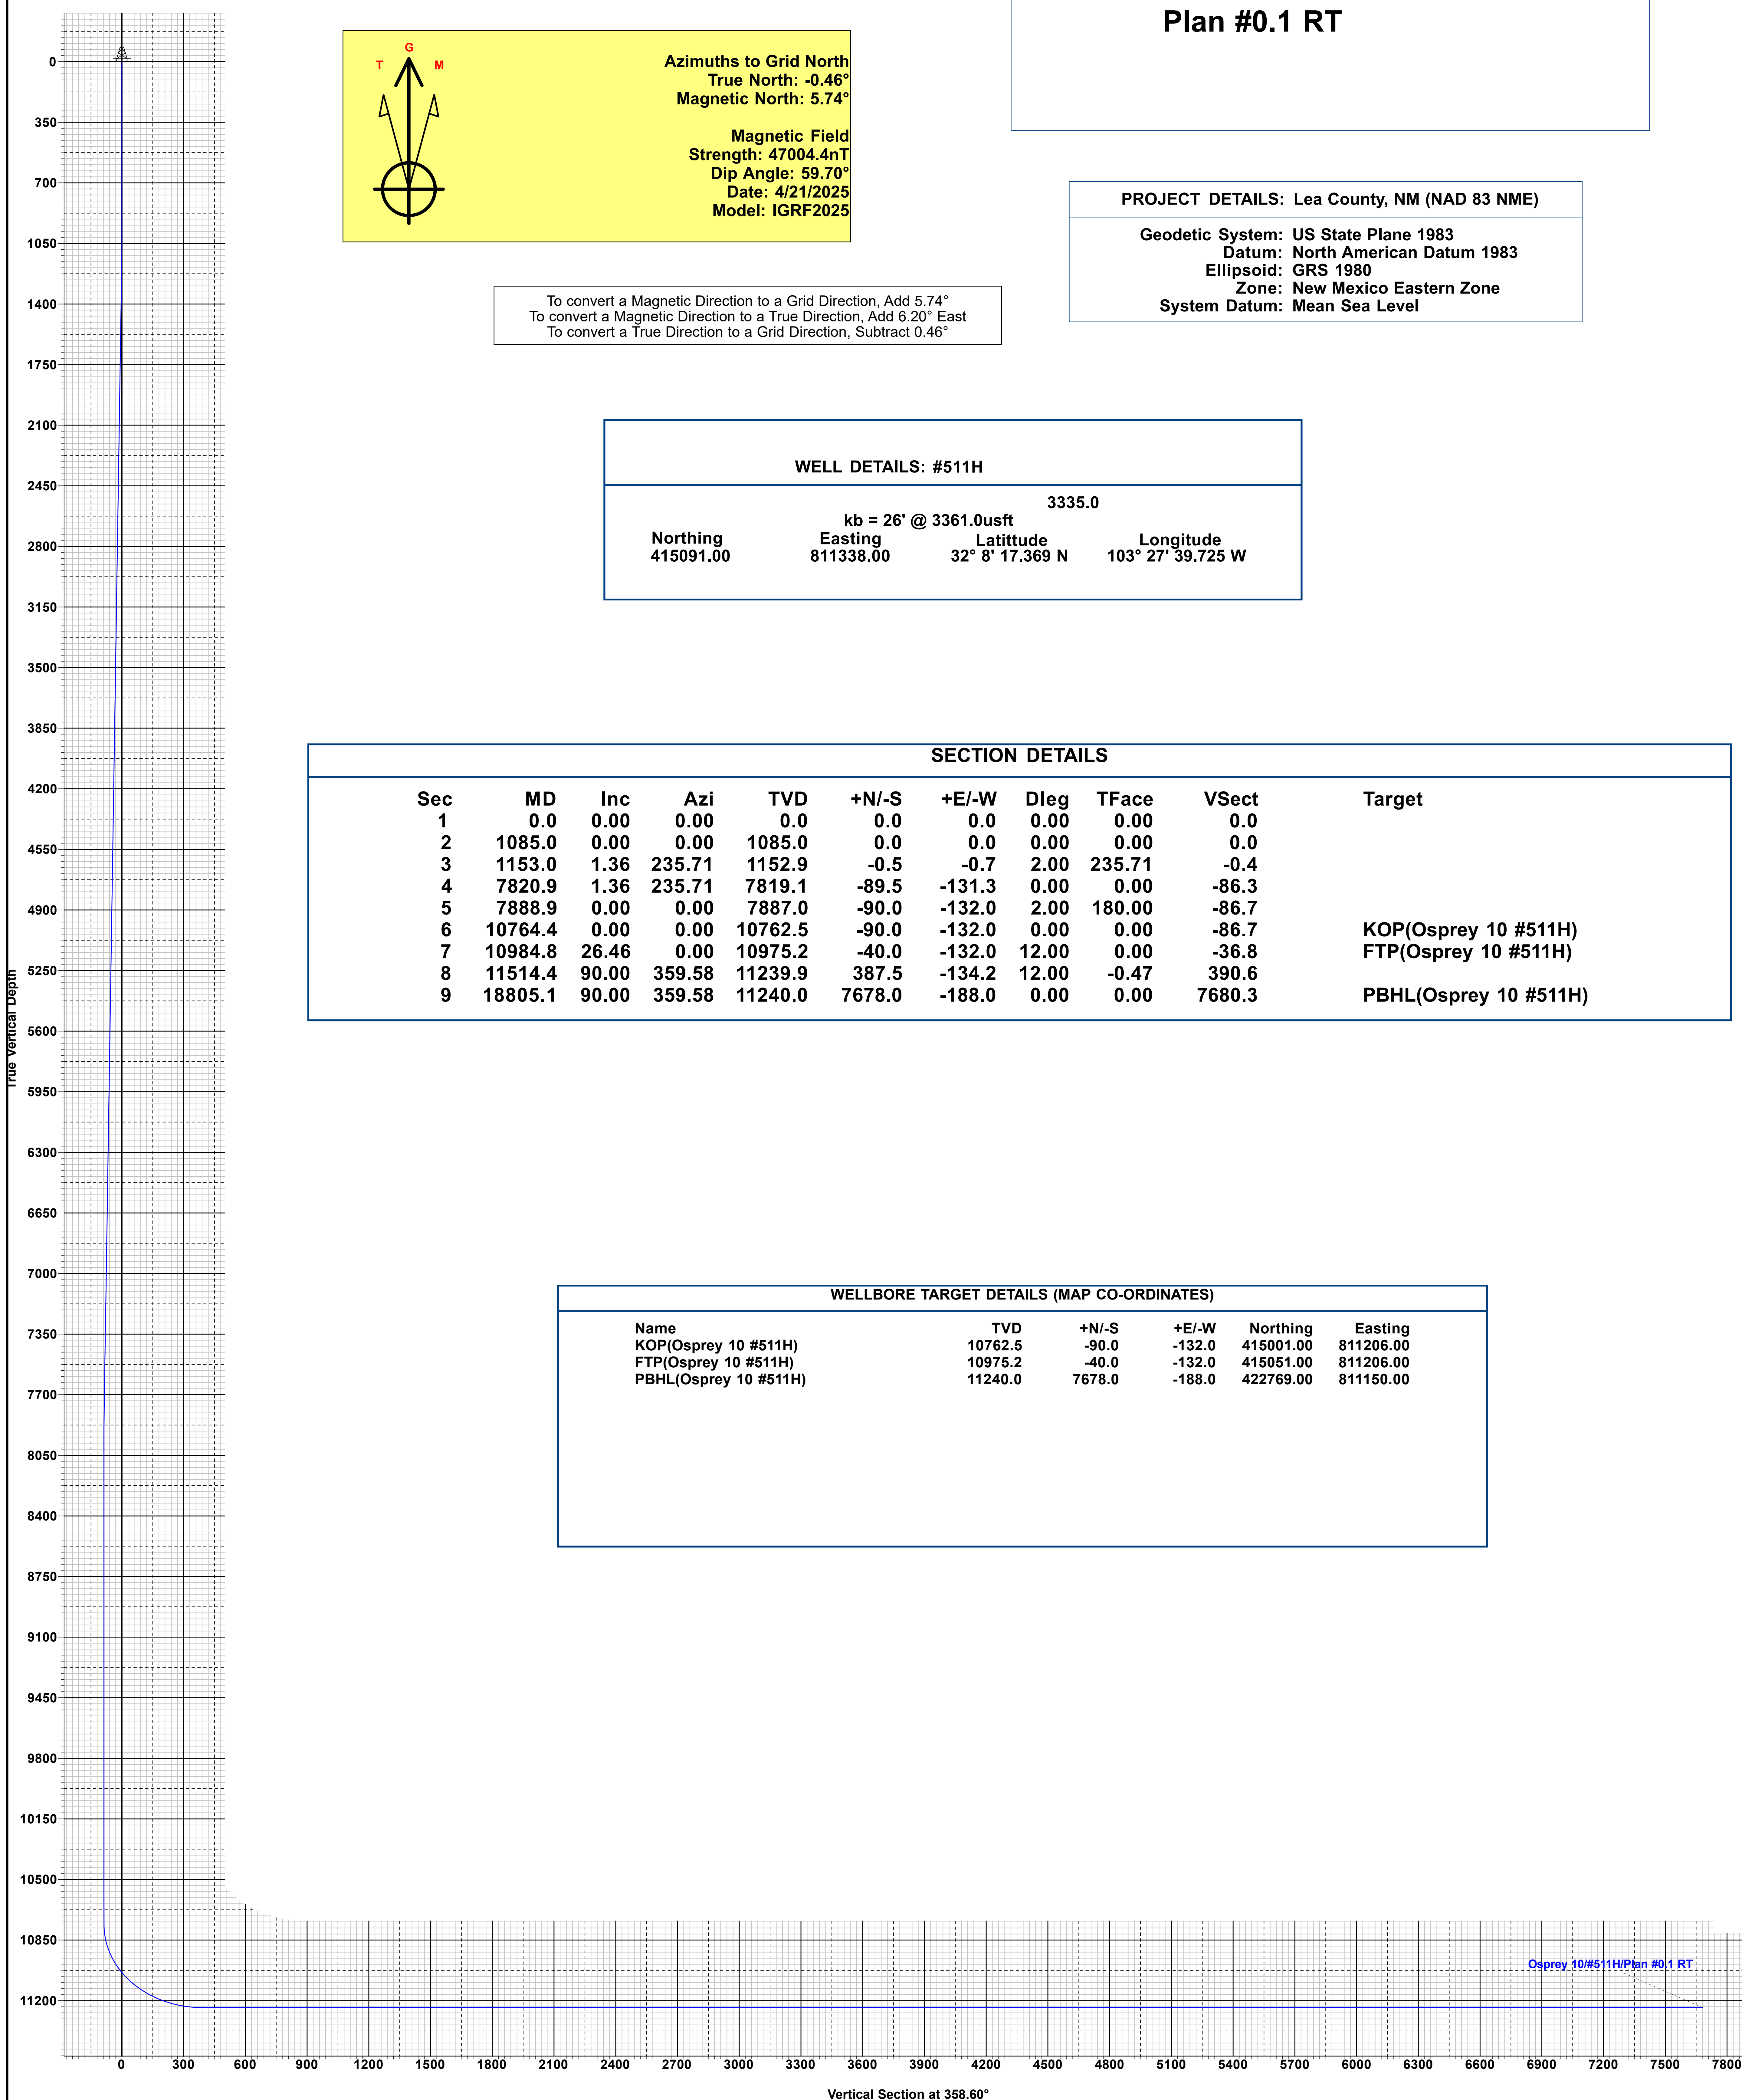 Plan #0.1 RT
G
T M
Azimuths to Grid North
True North: -0.46°
Magnetic North: 5.74°
Magnetic Field
Strength: 47004.4nT
Dip Angle: 59.70°
Date: 4/21/2025
Model: IGRF2025
To convert a Magnetic Direction to a Grid Direction, Add 5.74°
To convert a Magnetic Direction to a True Direction, Add 6.20° East
To convert a True Direction to a Grid Direction, Subtract 0.46°
PROJECT DETAILS: Lea County, NM (NAD 83 NME)
Geodetic System: US State Plane 1983
Datum: North American Datum 1983
Ellipsoid: GRS 1980
Zone: New Mexico Eastern Zone
System Datum: Mean Sea Level
WELL DETAILS: #511H
3335.0
kb = 26' @ 3361.0usft
Northing Easting Latittude Longitude
415091.00 811338.00 32° 8' 17.369 N 103° 27' 39.725 W
SECTION DETAILS
Sec MD Inc Azi TVD +N/-S +E/-W Dleg TFace VSect Target
1 0.0 0.00 0.00 0.0 0.0 0.0 0.00 0.00 0.0
2 1085.0 0.00 0.00 1085.0 0.0 0.0 0.00 0.00 0.0
3 1153.0 1.36 235.71 1152.9 -0.5 -0.7 2.00 235.71 -0.4
4 7820.9 1.36 235.71 7819.1 -89.5 -131.3 0.00 0.00 -86.3
5 7888.9 0.00 0.00 7887.0 -90.0 -132.0 2.00 180.00 -86.7
6 10764.4 0.00 0.00 10762.5 -90.0 -132.0 0.00 0.00 -86.7 KOP(Osprey 10 #511H)
7 10984.8 26.46 0.00 10975.2 -40.0 -132.0 12.00 0.00 -36.8 FTP(Osprey 10 #511H)
8 11514.4 90.00 359.58 11239.9 387.5 -134.2 12.00 -0.47 390.6
9 18805.1 90.00 359.58 11240.0 7678.0 -188.0 0.00 0.00 7680.3 PBHL(Osprey 10 #511H)
WELLBORE TARGET DETAILS (MAP CO-ORDINATES)
Name TVD +N/-S +E/-W Northing Easting
KOP(Osprey 10 #511H) 10762.5 -90.0 -132.0 415001.00 811206.00
FTP(Osprey 10 #511H) 10975.2 -40.0 -132.0 415051.00 811206.00
PBHL(Osprey 10 #511H) 11240.0 7678.0 -188.0 422769.00 811150.00
True Vertical Depth
0
350
700
1050
1400
1750
2100
2450
2800
3150
3500
3850
4200
4550
4900
5250
5600
5950
6300
6650
7000
7350
7700
8050
8400
8750
9100
9450
9800
10150
10500
10850
11200
Osprey 10/#511H/Plan #0.1 RT
0 300 600 900 1200 1500 1800 2100 2400 2700 3000 3300 3600 3900 4200 4500 4800 5100 5400 5700 6000 6300 6600 6900 7200 7500 7800
Vertical Section at 358.60°